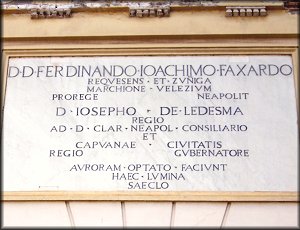 D·D·FERDINANDO·IOACHIMO·FAXARDO
REQVESENS · ET · ZVNIGA
MARCHIONE · VELEZIVM
PROREGE NEAPOLIT
D · IOSEPHO · DE · LEDESMA
REGIO
AD · D · CLAR · NEAPOL · CONSILIARIO
ET
CAPVANAE · CIVITATIS
REGIO GVBERNATORE
AVRORAM · OPTATO · FACIVNT
HAEC · LVMINA
SAECLO